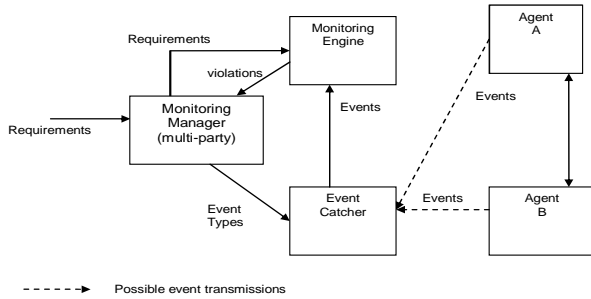 Requirements
Monitoring
Engine
Agent
A
violations
Monitoring
Manager
(multi-party)
Requirements
Events
Events
Event
Types
Event
Catcher
Events
Agent
B
Possible event transmissions